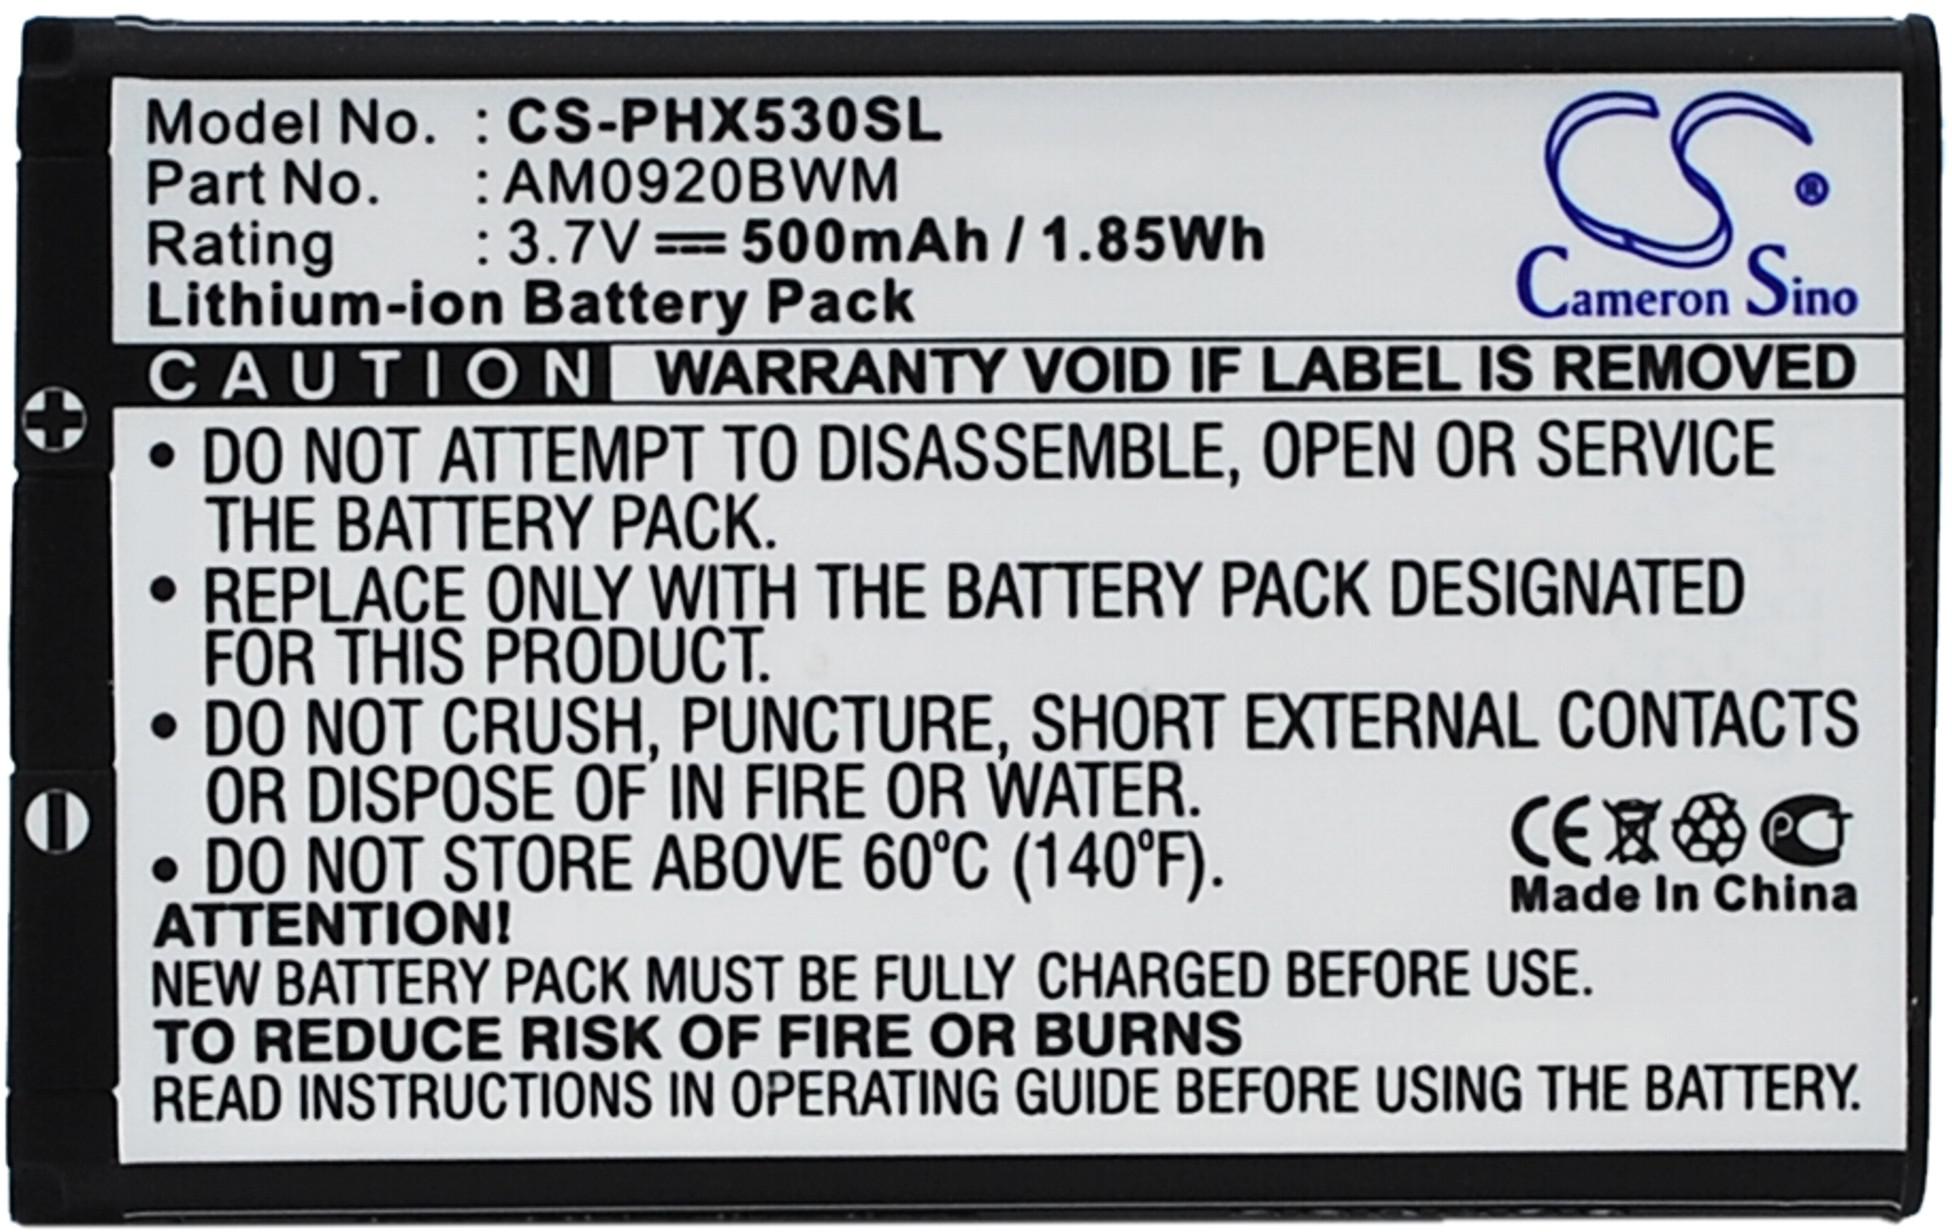 Model No. : CS-PHX530SL
Part No. : AM0920BWM
Rating : 3.7V 500mAh / 1.85Wh
Lithium-ion Battery Pack
CS ®
Cameron Sino
CAUTION WARRANTY VOID IF LABEL IS REMOVED
• DO NOT ATTEMPT TO DISASSEMBLE, OPEN OR SERVICE
THE BATTERY PACK.
• REPLACE ONLY WITH THE BATTERY PACK DESIGNATED
FOR THIS PRODUCT.
• DO NOT CRUSH, PUNCTURE, SHORT EXTERNAL CONTACTS
OR DISPOSE OF IN FIRE OR WATER.
• DO NOT STORE ABOVE 60°C (140°F).
CE PCT
Made In China
ATTENTION!
NEW BATTERY PACK MUST BE FULLY CHARGED BEFORE USE.
TO REDUCE RISK OF FIRE OR BURNS
READ INSTRUCTIONS IN OPERATING GUIDE BEFORE USING THE BATTERY.